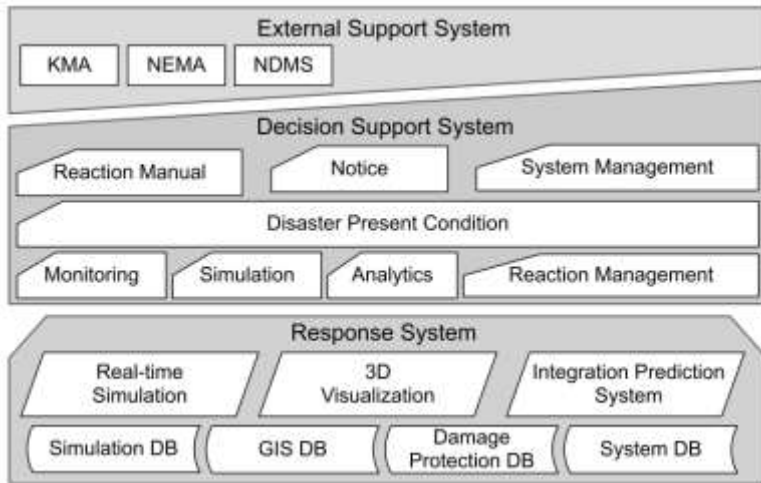 External Support System
KMA NEMA NDMS
Decision Support System
Reaction Manual Notice System Management
Disaster Present Condition
Monitoring Simulation Analytics Reaction Management
Response System
Real-time
Simulation
3D
Visualization
Integration Prediction
System
Simulation DB
GIS DB
Damage
Protection DB
System DB